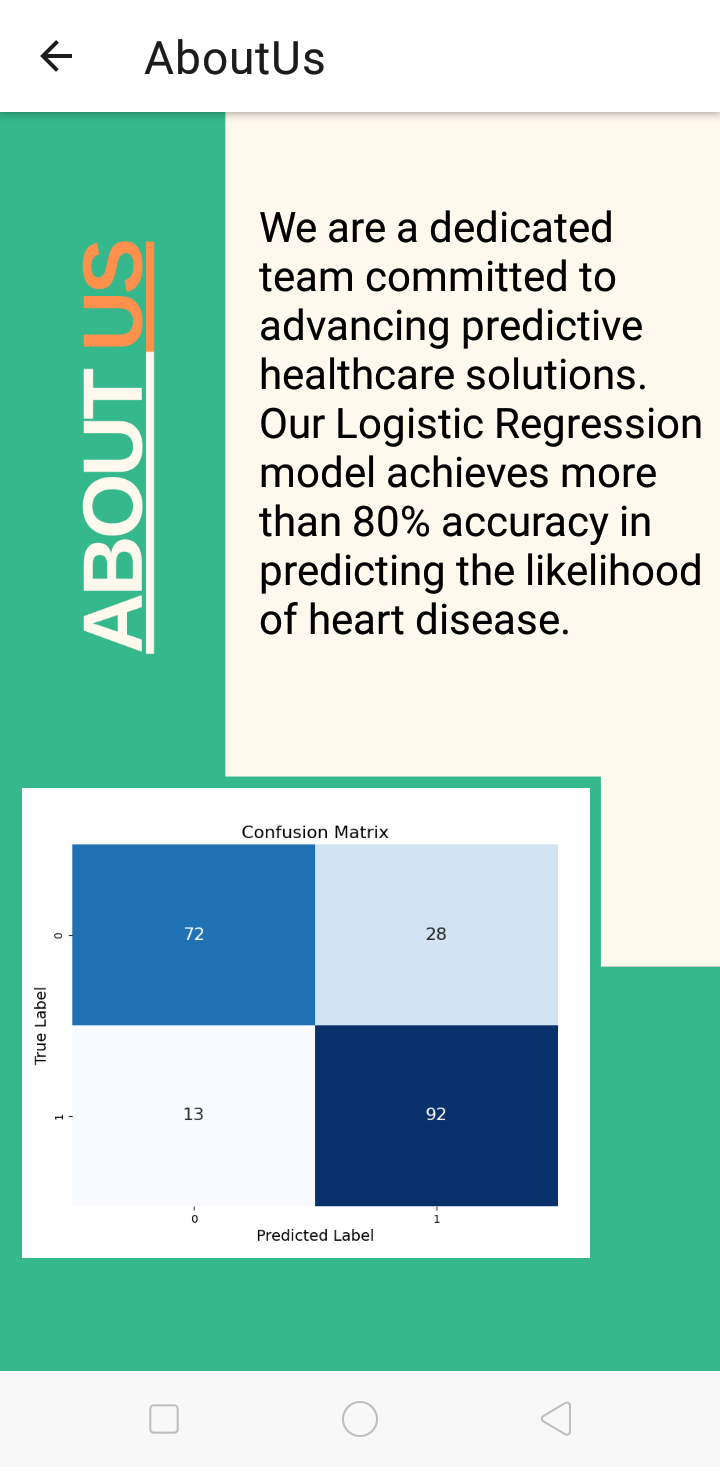 AboutUs
ABOUT US
We are a dedicated
team committed to
advancing predictive
healthcare solutions.
Our Logistic Regression
model achieves more
than 80% accuracy in
predicting the likelihood
of heart disease.
Confusion Matrix
True Label
0
72
28
1
13
92
0
1
Predicted Label